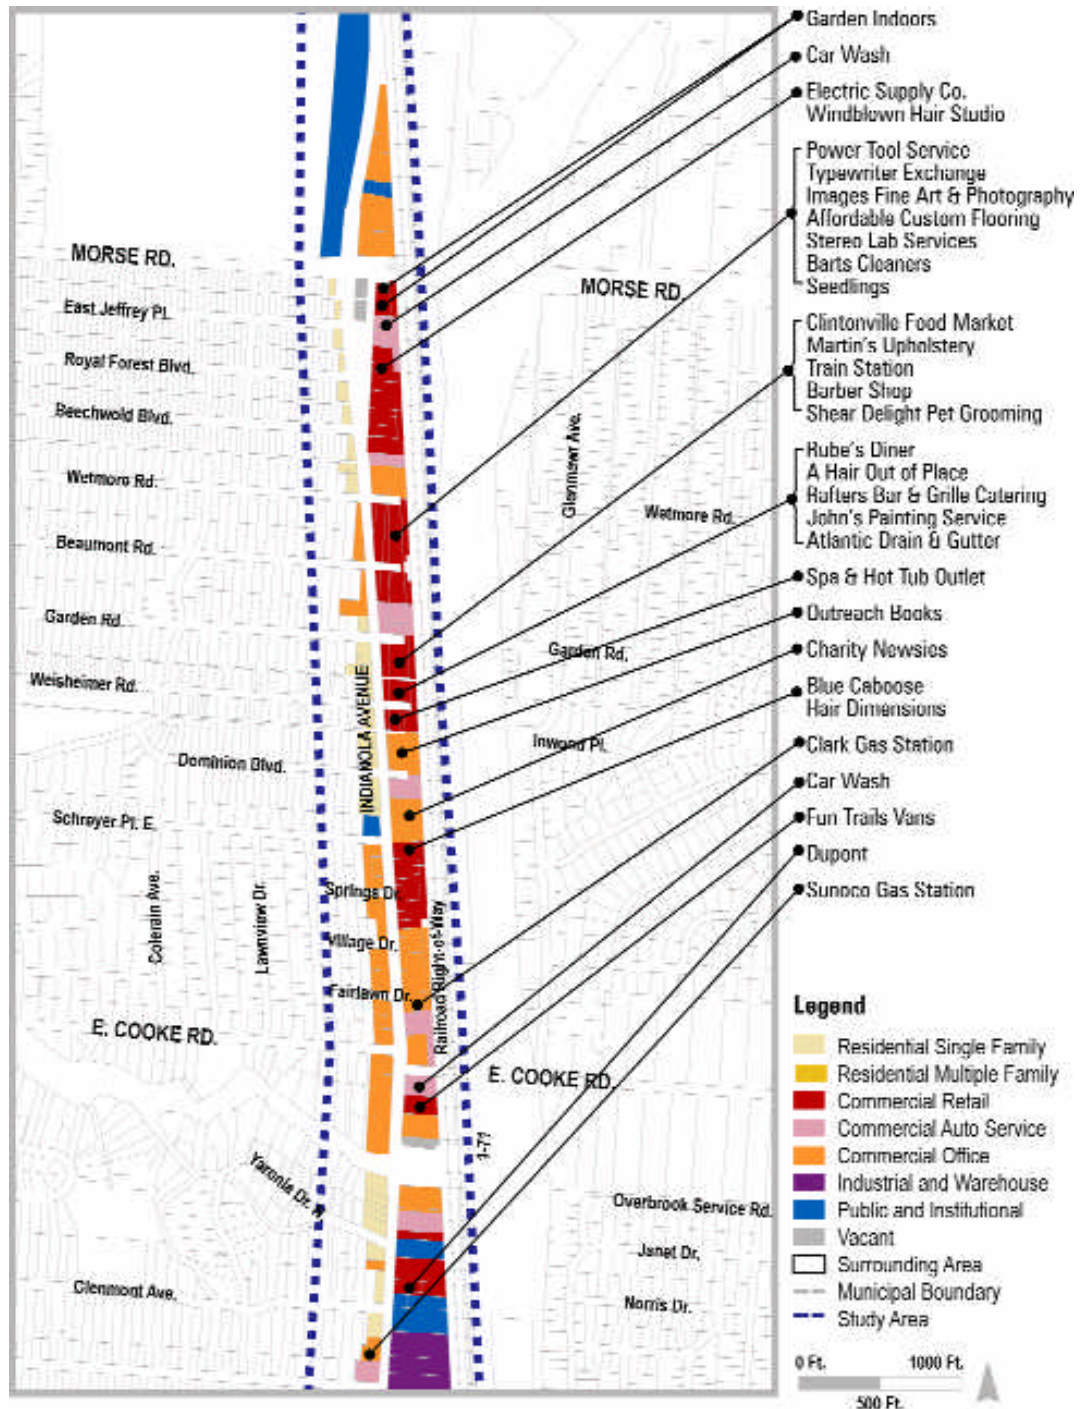 Garden Indoors
Car Wash
Electric Supply Co.
Windblown Hair Studio
Power Tool Service
Typewriter Exchange
Images Fine Art & Photography
Affordable Custom Flooring
Stereo Lab Services
Barts Cleaners
Seedlings
Clintonville Food Market
Martin's Upholstery
Train Station
Barber Shop
Shear Delight Pet Grooming
Rube's Diner
A Hair Out of Place
Rafters Bar & Grille Catering
John's Painting Service
Atlantic Drain & Gutter
Spa & Hot Tub Outlet
Outreach Books
Charity Newsies
Blue Caboose
Hair Dimensions
Clark Gas Station
Car Wash
Fun Trails Vans
Dupont
Sunoco Gas Station
MORSE RD.
MORSE RD.
East Jeffrey Pl.
Royal Forest Blvd.
Beechwold Blvd.
Wetmore Rd.
Glenmawr Ave.
Wetmore Rd.
Beaumont Rd.
Garden Rd.
Garden Rd.
Weisheimer Rd.
INDIANOLA AVENUE
Inwood Pl.
Dominion Blvd.
Schreyer Pl. E.
Colerain Ave.
Lawnview Dr.
Springs Dr.
Village Dr.
Fairlawn Dr.
Railroad Right-of-Way
E. COOKE RD.
E. COOKE RD.
I-71
Yaronia Dr. N
Overbrook Service Rd.
Janet Dr.
Norris Dr.
Glenmont Ave.
Legend
Residential Single Family
Residential Multiple Family
Commercial Retail
Commercial Auto Service
Commercial Office
Industrial and Warehouse
Public and Institutional
Vacant
Surrounding Area
Municipal Boundary
Study Area
0 Ft. 1000 Ft.
500 Ft.